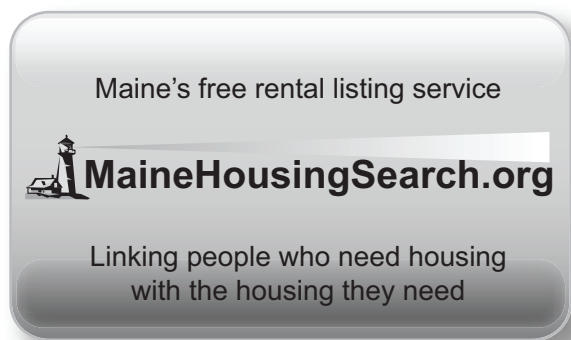 Maine’s free rental listing service
MaineHousingSearch.org
Linking people who need housing
with the housing they need